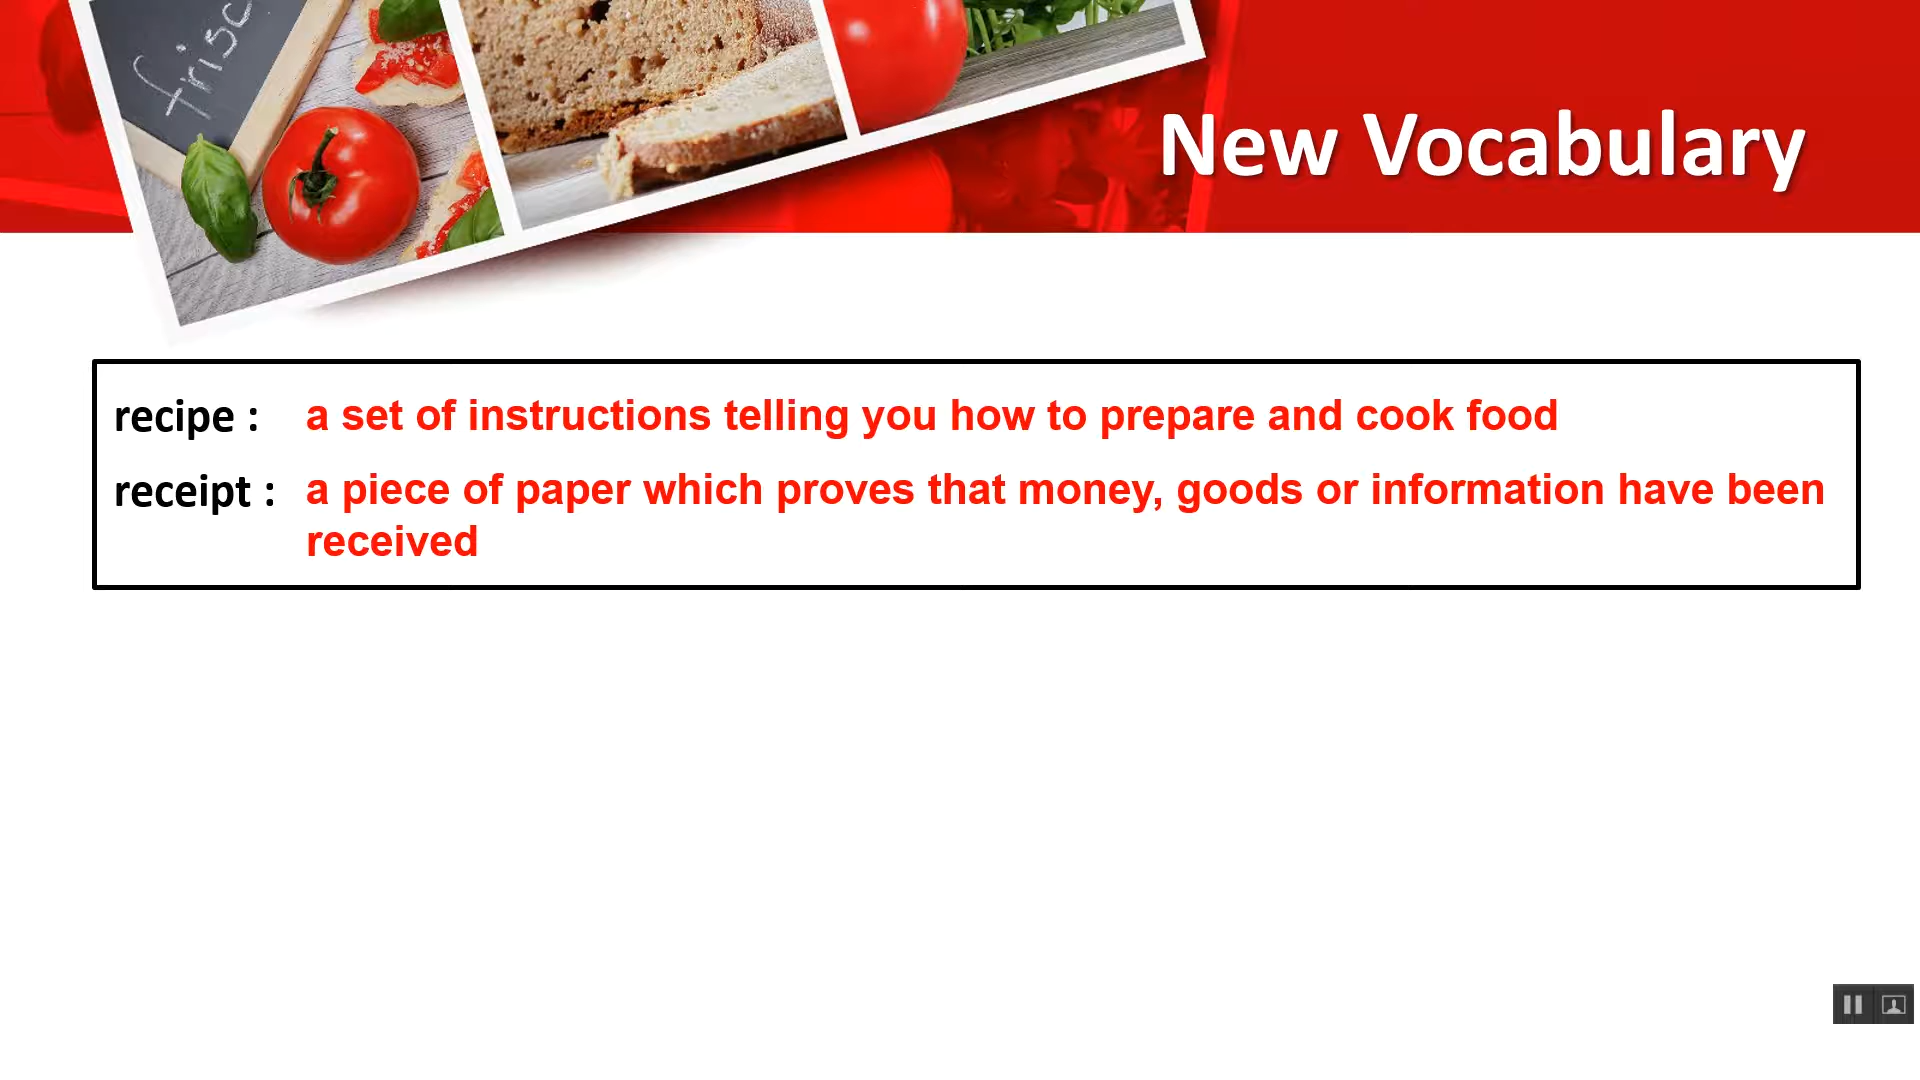 frisc
New Vocabulary
recipe : a set of instructions telling you how to prepare and cook food
receipt : a piece of paper which proves that money, goods or information have been
received